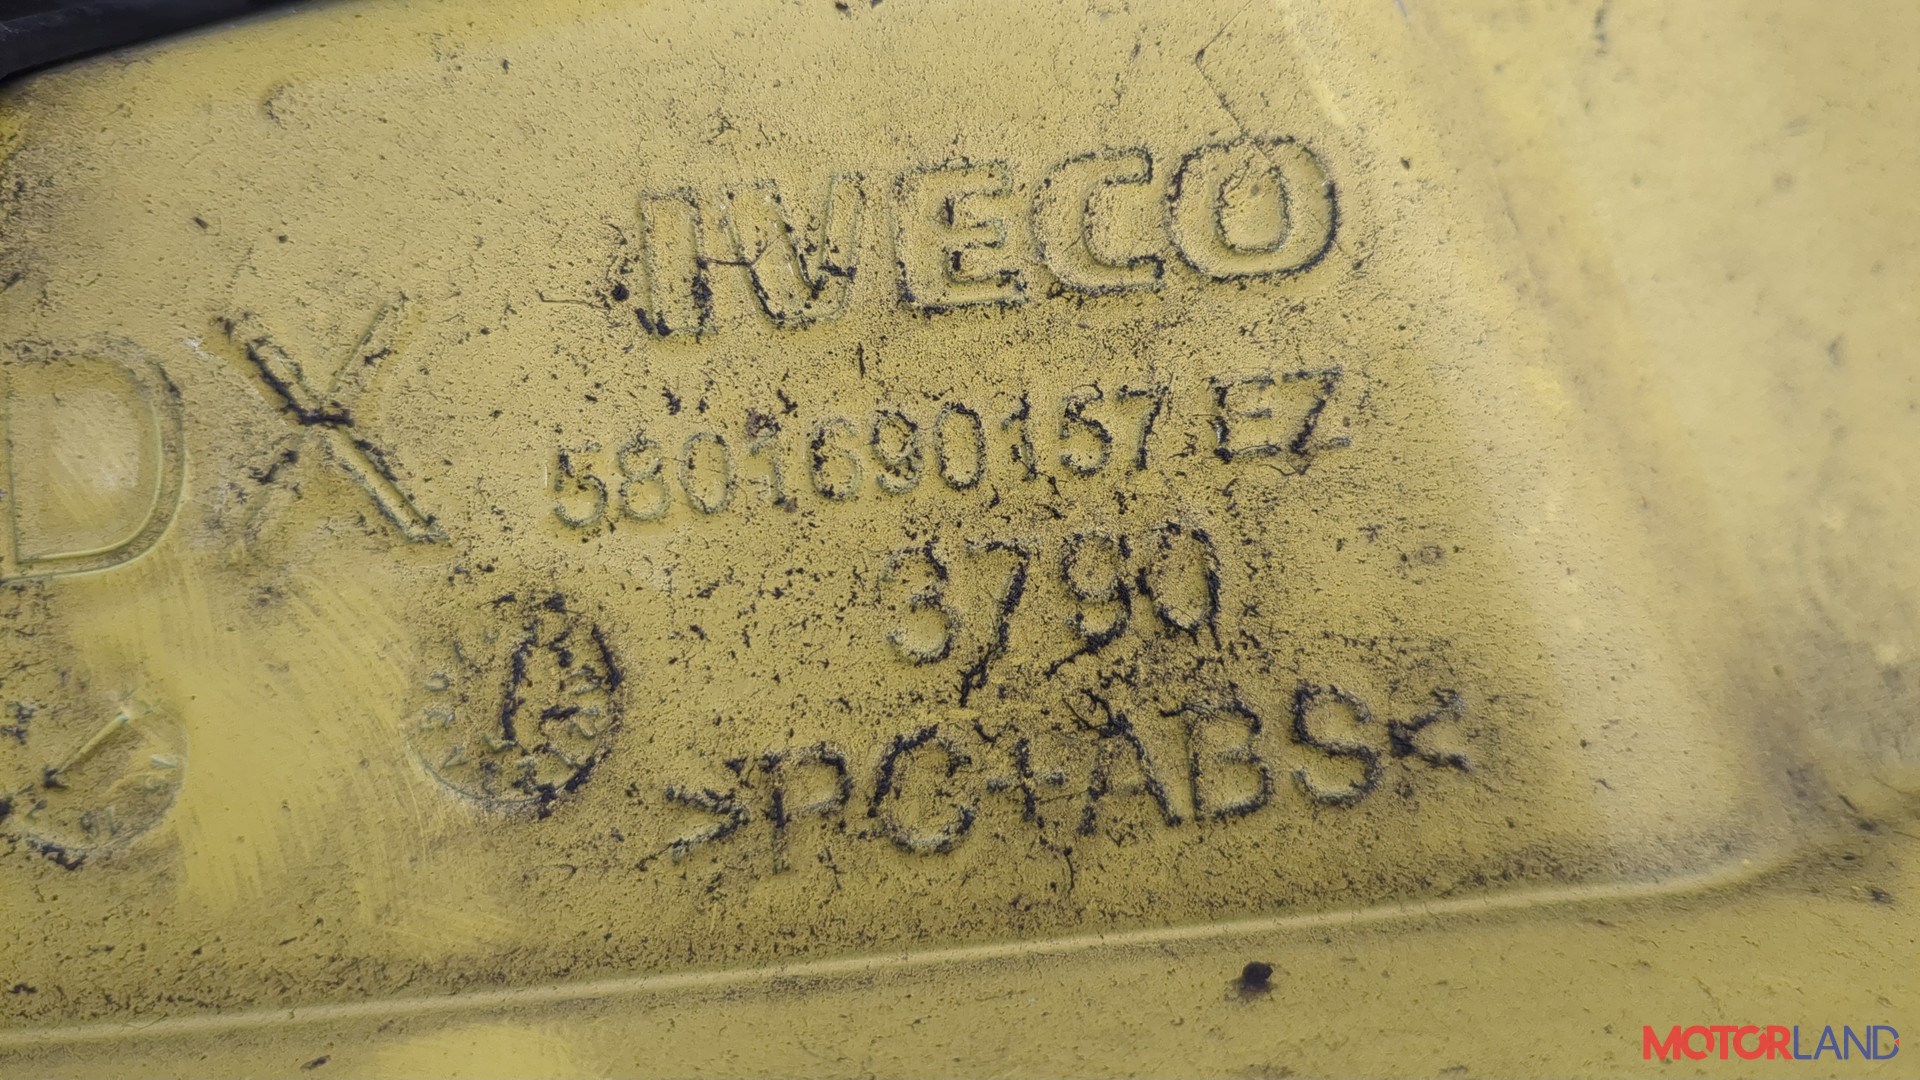 IVECO
DX
5801690157 EZ
3790
>PC+ABS<
MOTORLAND